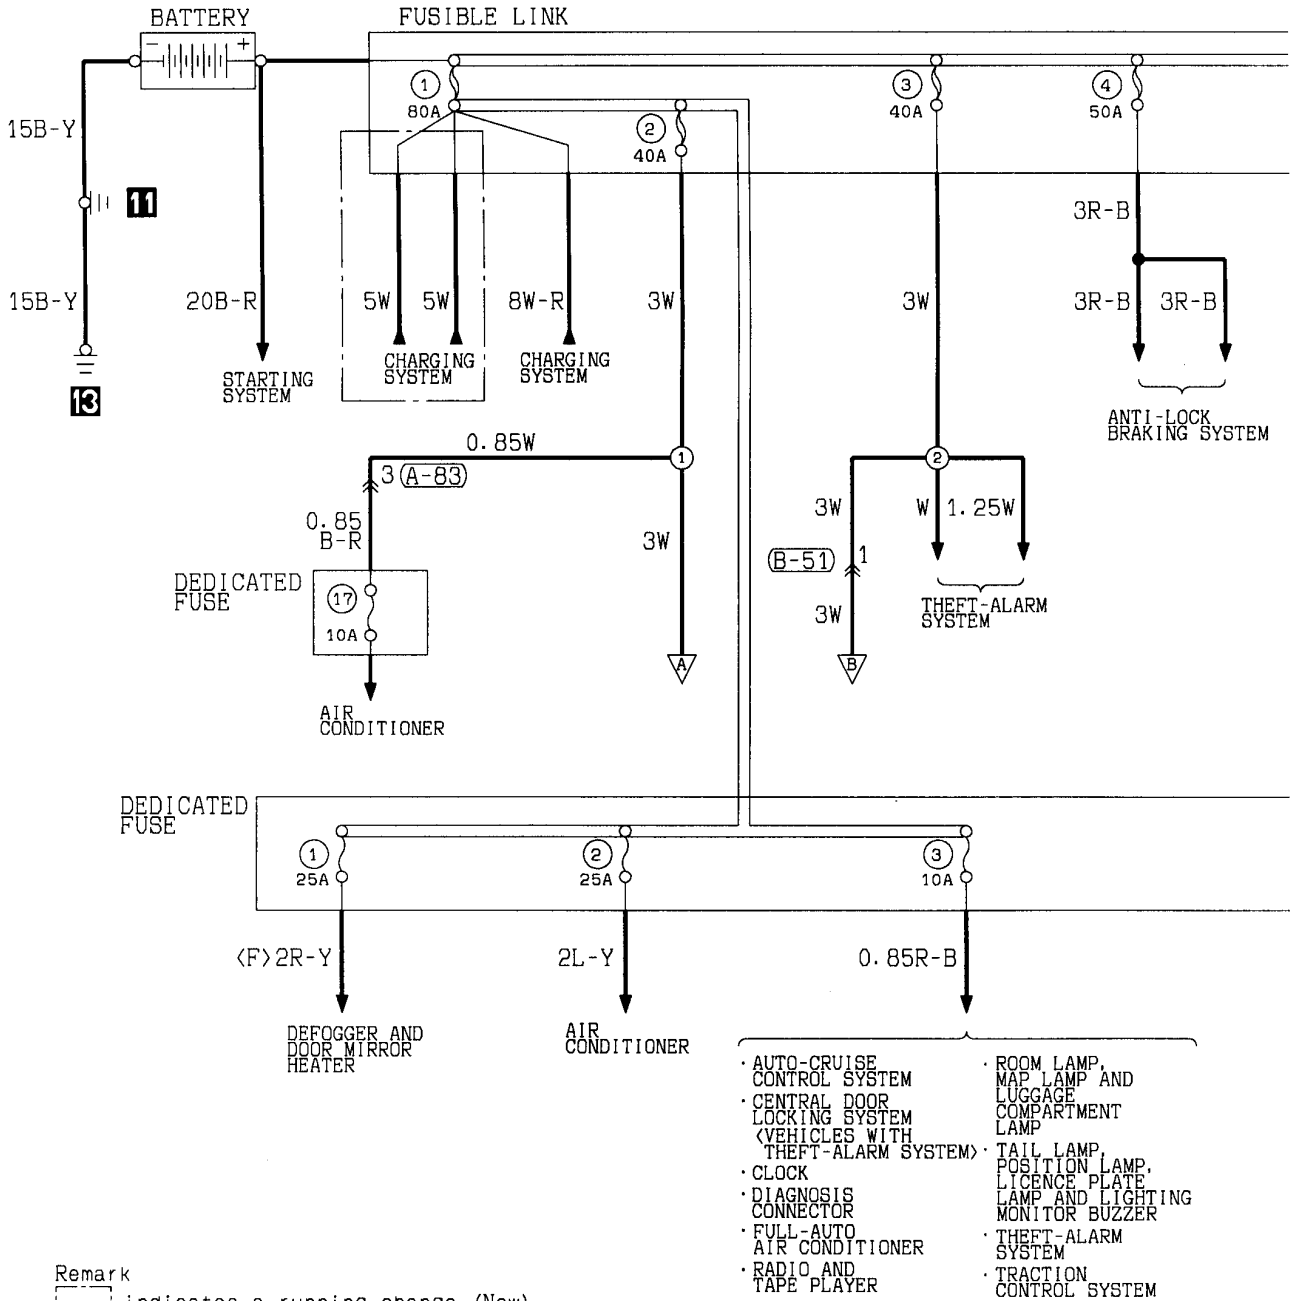 BATTERY
FUSIBLE LINK
- +
1
80A
2
40A
3
40A
4
50A
15B-Y
11
3R-B
15B-Y
20B-R
5W
5W
8W-R
3W
3W
3R-B
3R-B
13
STARTING
SYSTEM
CHARGING
SYSTEM
CHARGING
SYSTEM
ANTI-LOCK
BRAKING SYSTEM
0.85W
1
2
3 A-83
0.85
B-R
3W
3W
W
1.25W
B-51 1
3W
DEDICATED
FUSE
17
10A
THEFT-ALARM
SYSTEM
A
B
AIR
CONDITIONER
DEDICATED
FUSE
1
25A
2
25A
3
10A
<F>2R-Y
2L-Y
0.85R-B
DEFOGGER AND
DOOR MIRROR
HEATER
AIR
CONDITIONER
· AUTO-CRUISE
CONTROL SYSTEM
· CENTRAL DOOR
LOCKING SYSTEM
<VEHICLES WITH
THEFT-ALARM SYSTEM>
· CLOCK
· DIAGNOSIS
CONNECTOR
· FULL-AUTO
AIR CONDITIONER
· RADIO AND
TAPE PLAYER
· ROOM LAMP,
MAP LAMP AND
LUGGAGE
COMPARTMENT
LAMP
· TAIL LAMP,
POSITION LAMP,
LICENCE PLATE
LAMP AND LIGHTING
MONITOR BUZZER
· THEFT-ALARM
SYSTEM
· TRACTION
CONTROL SYSTEM
Remark
indicates a running change (New)